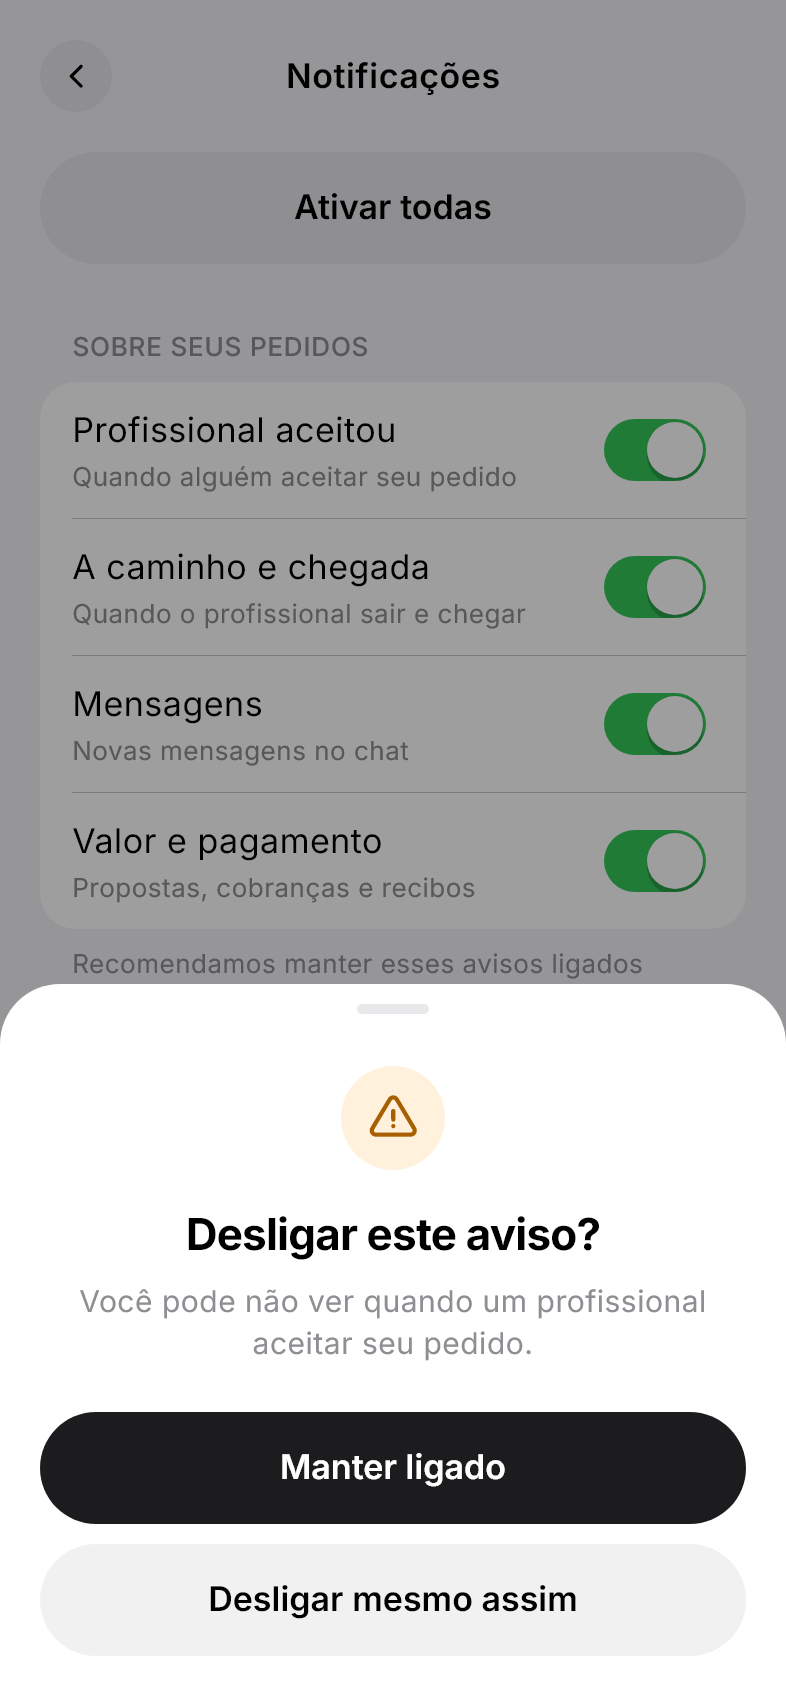 Notificações
Ativar todas
SOBRE SEUS PEDIDOS
Profissional aceitou
Quando alguém aceitar seu pedido
A caminho e chegada
Quando o profissional sair e chegar
Mensagens
Novas mensagens no chat
Valor e pagamento
Propostas, cobranças e recibos
Recomendamos manter esses avisos ligados
Desligar este aviso?
Você pode não ver quando um profissional
aceitar seu pedido.
Manter ligado
Desligar mesmo assim